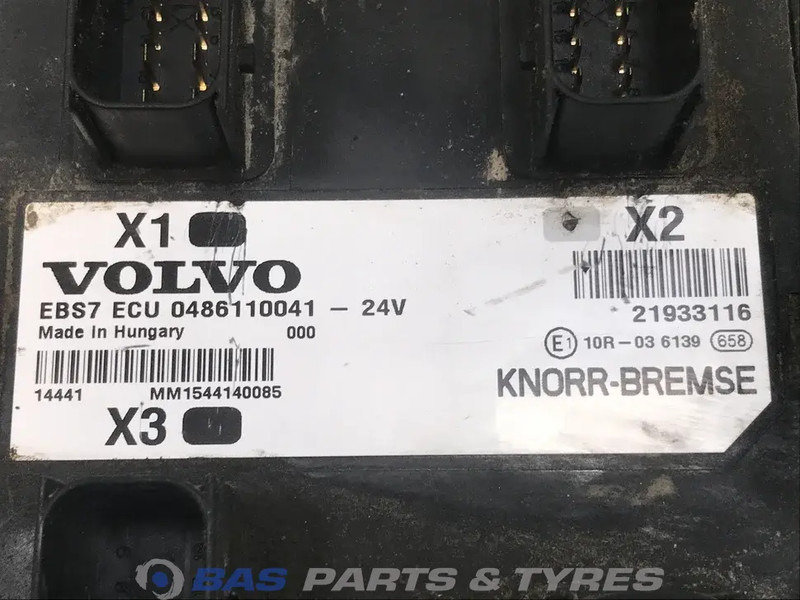 X1
X2
VOLVO
EBS7 ECU 0486110041 – 24V
21933116
Made in Hungary 000
E1 10R – 03 6139 658
14441 MM1544140085
KNORR-BREMSE
X3
BAS PARTS & TYRES